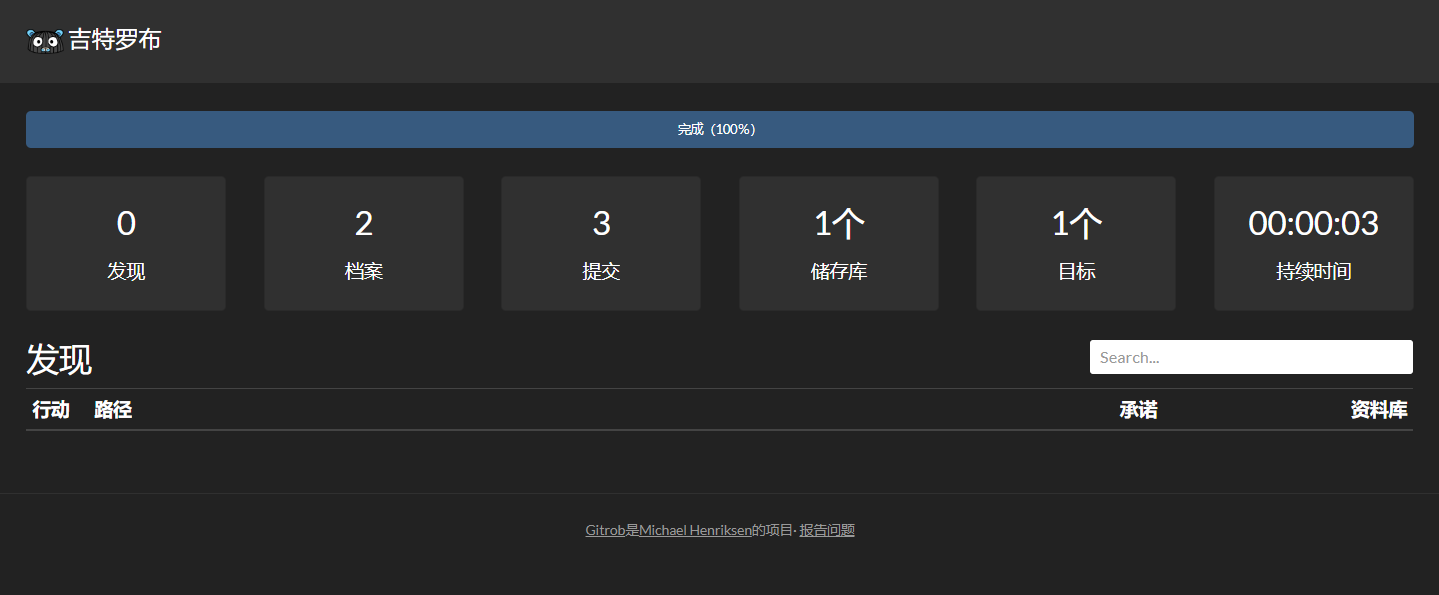 吉特罗布
完成（100％）
0
发现
2
档案
3
提交
1个
储存库
1个
目标
00:00:03
持续时间
发现
Search...
行动 路径 承诺 资料库
Gitrob是Michael Henriksen的项目· 报告问题